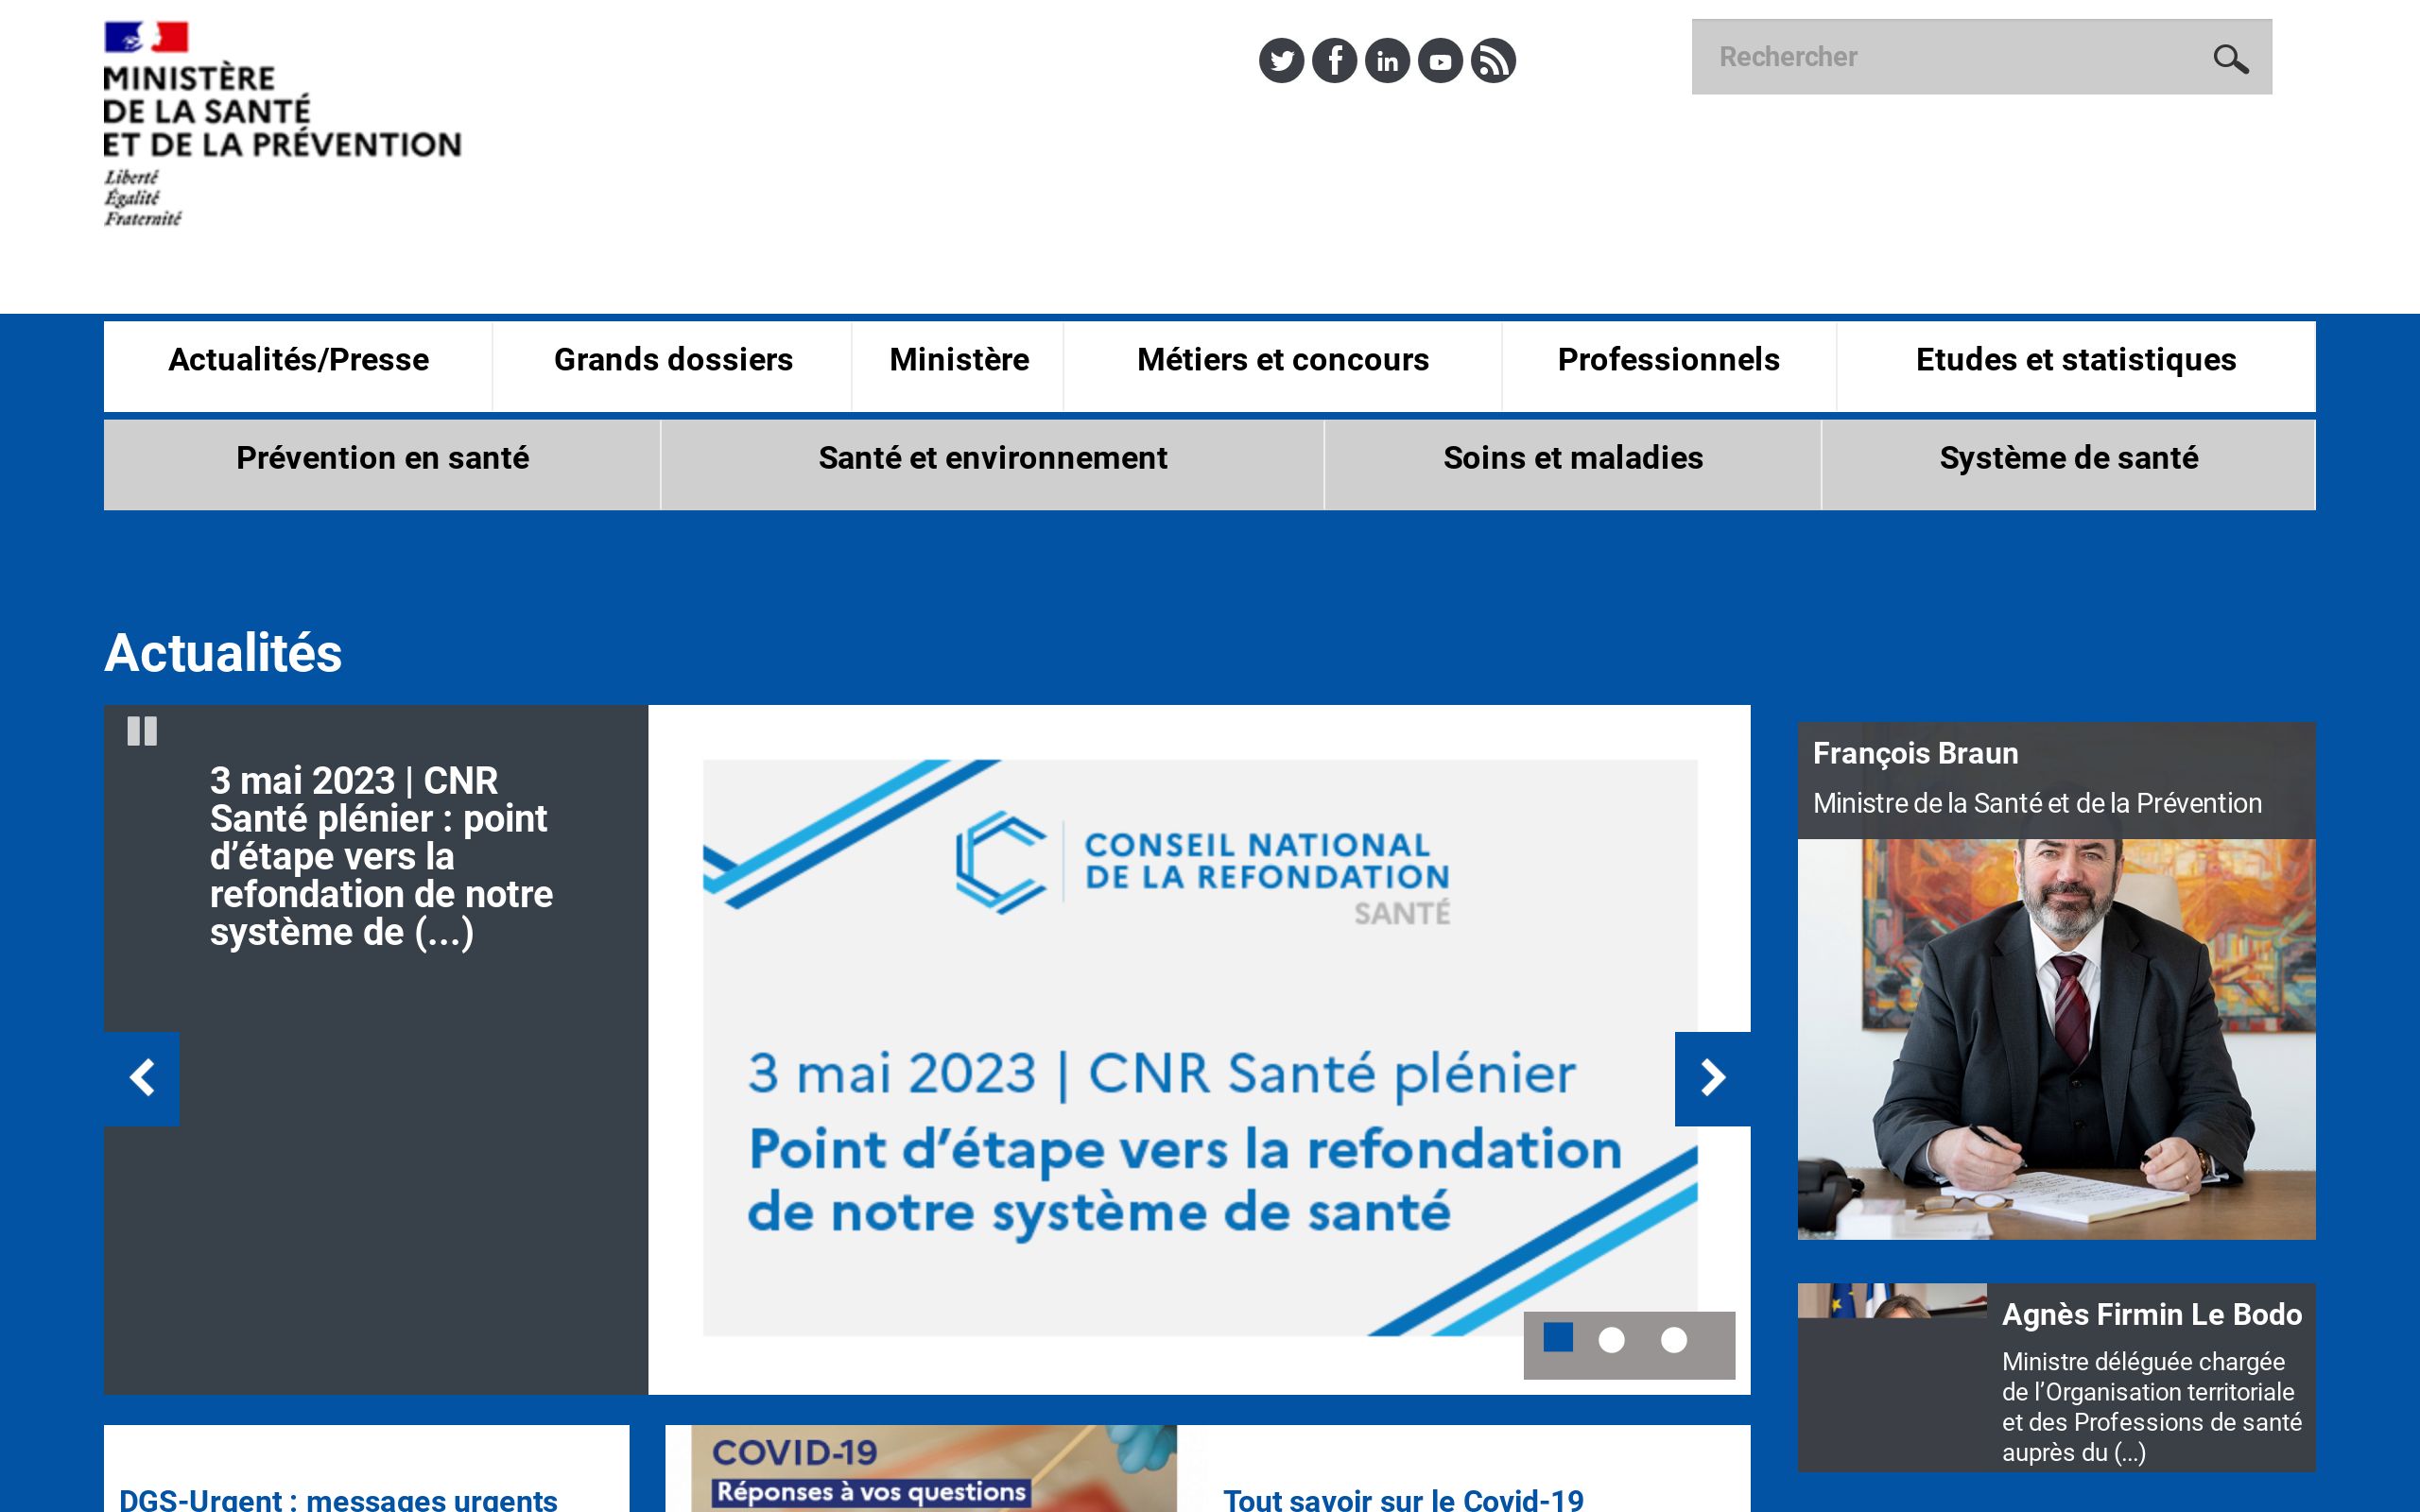 MINISTÈRE
DE LA SANTÉ
ET DE LA PRÉVENTION
Liberté
Égalité
Fraternité
Rechercher
Actualités/Presse
Grands dossiers
Ministère
Métiers et concours
Professionnels
Etudes et statistiques
Prévention en santé
Santé et environnement
Soins et maladies
Système de santé
Actualités
3 mai 2023 | CNR
Santé plénier : point
d’étape vers la
refondation de notre
système de (...)
CONSEIL NATIONAL
DE LA REFONDATION
SANTÉ
3 mai 2023 | CNR Santé plénier
Point d’étape vers la refondation
de notre système de santé
François Braun
Ministre de la Santé et de la Prévention
Agnès Firmin Le Bodo
Ministre déléguée chargée
de l’Organisation territoriale
et des Professions de santé
auprès du (...)
DGS-Urgent : messages urgents
COVID-19
Réponses à vos questions
Tout savoir sur le Covid-19